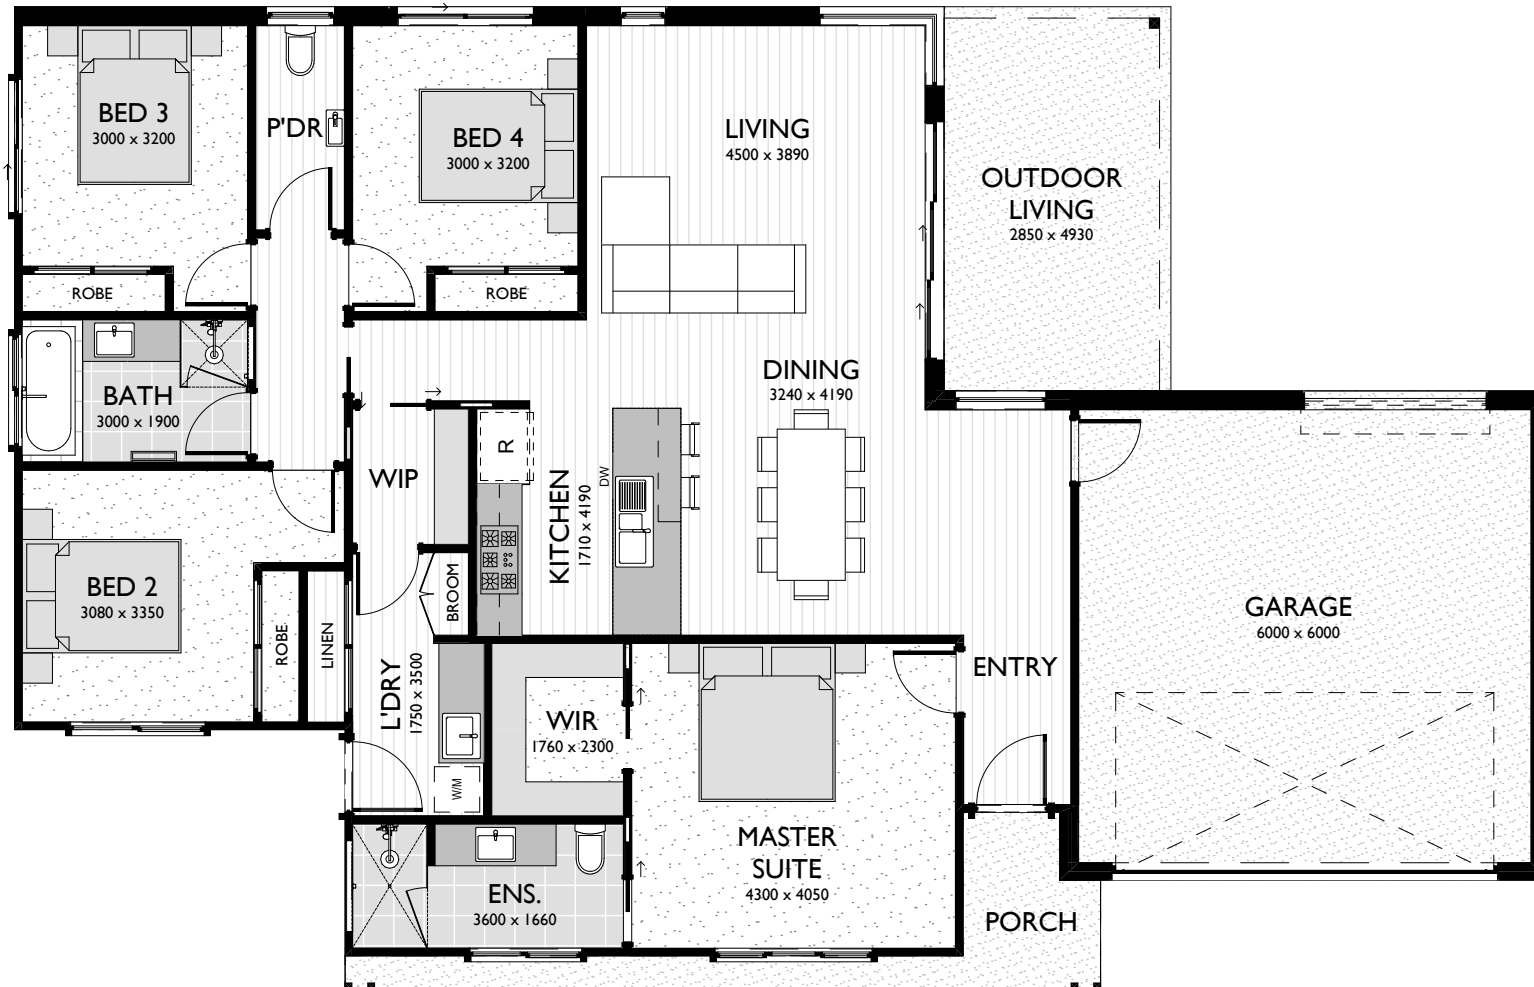 BED 3
3000 x 3200
P'DR
BED 4
3000 x 3200
LIVING
4500 x 3890
OUTDOOR
LIVING
2850 x 4930
ROBE
ROBE
BATH
3000 x 1900
DINING
3240 x 4190
WIP
R
KITCHEN
1710 x 4190
DW
BED 2
3080 x 3350
ROBE
LINEN
BROOM
GARAGE
6000 x 6000
L'DRY
1750 x 3500
W/M
WIR
1760 x 2300
ENTRY
MASTER
SUITE
4300 x 4050
ENS.
3600 x 1660
PORCH